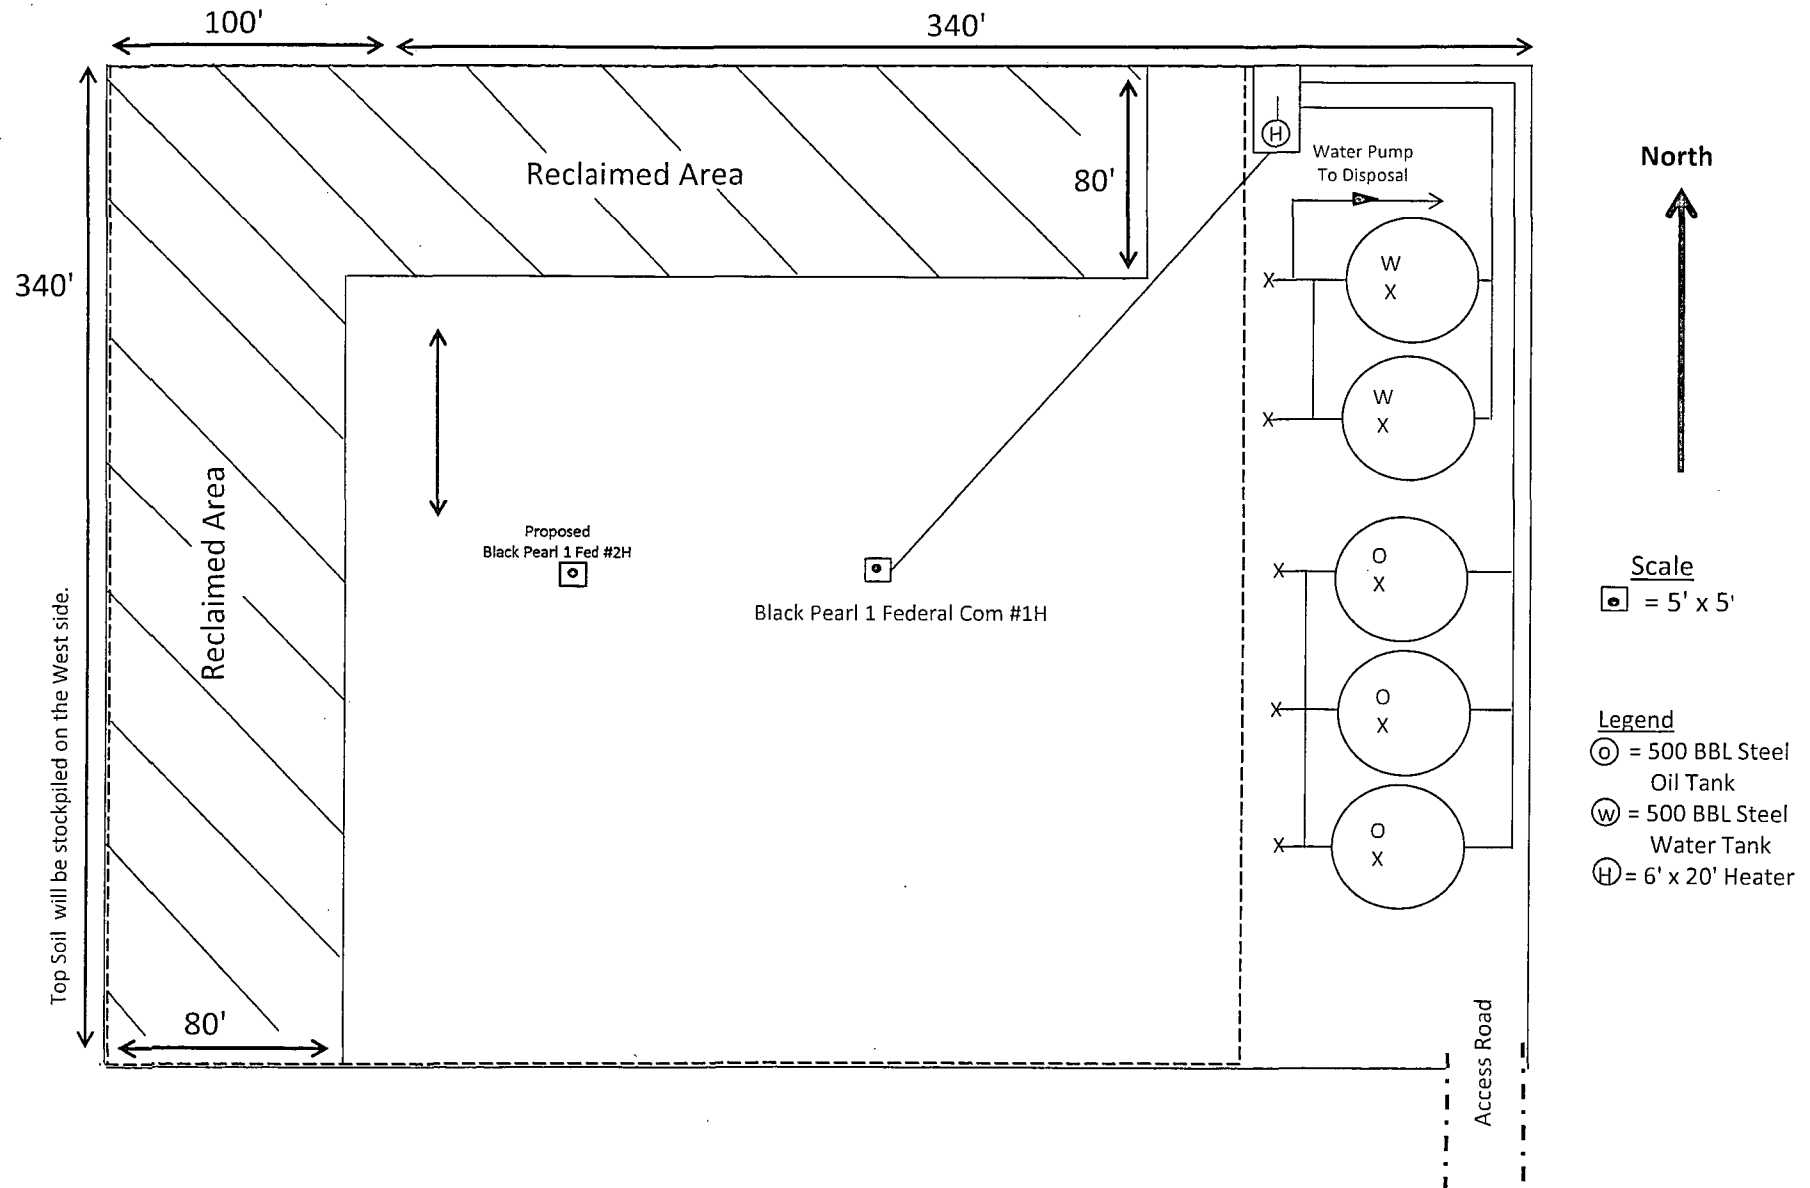 100'
340'
Reclaimed Area
80'
H
Water Pump
To Disposal
North
340'
W
X
X
W
X
X
Proposed
Black Pearl 1 Fed #2H
Black Pearl 1 Federal Com #1H
Reclaimed Area
Top Soil will be stockpiled on the West side.
O
X
X
O
X
X
O
X
X
Scale
= 5' x 5'
Legend
O = 500 BBL Steel
Oil Tank
W = 500 BBL Steel
Water Tank
H = 6' x 20' Heater
80'
Access Road